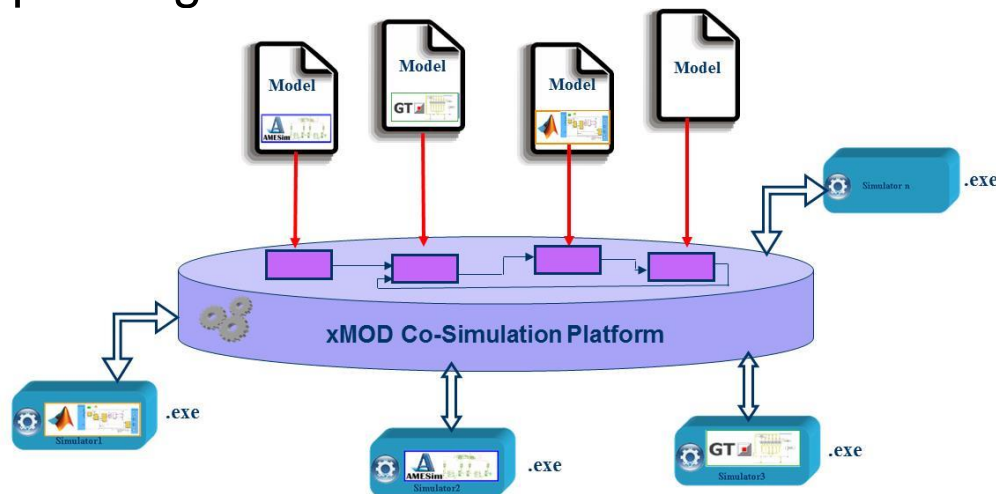 Model
AMESim
Model
GT
Model
Model
Simulator n
.exe
xMOD Co-Simulation Platform
Simulator1
.exe
AMESim
Simulator2
.exe
GT
Simulator3
.exe